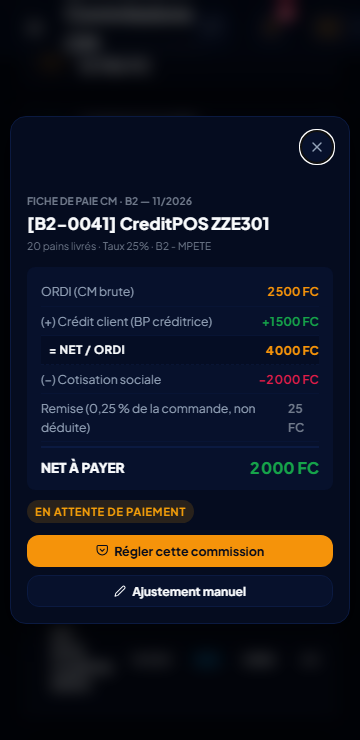 FICHE DE PAIE CM · B2 — 11/2026
[B2-0041] CreditPOS ZZE301
20 pains livrés · Taux 25% · B2 - MPETE
ORDI (CM brute) 2 500 FC
(+) Crédit client (BP créditrice) +1 500 FC
= NET / ORDI 4 000 FC
(−) Cotisation sociale −2 000 FC
Remise (0,25 % de la commande, non 25
déduite) FC
NET À PAYER 2 000 FC
EN ATTENTE DE PAIEMENT
Régler cette commission
Ajustement manuel